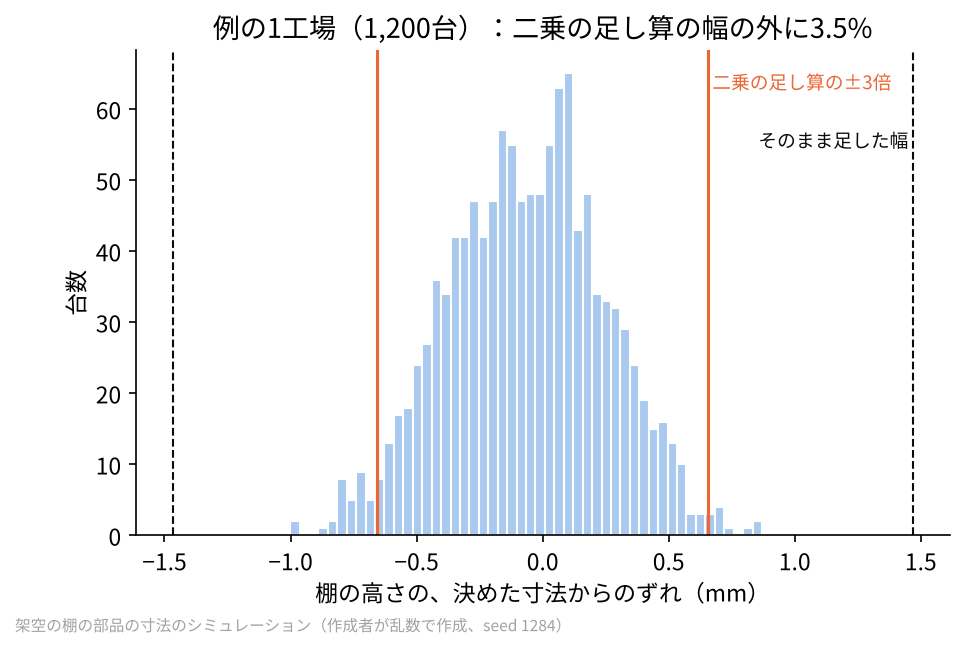 例の1工場（1,200台）：二乗の足し算の幅の外に3.5%
二乗の足し算の±3倍
そのまま足した幅
台数
60
50
40
30
20
10
0
−1.5 −1.0 −0.5 0.0 0.5 1.0 1.5
棚の高さの、決めた寸法からのずれ（mm）
架空の棚の部品の寸法のシミュレーション（作成者が乱数で作成、seed 1284）